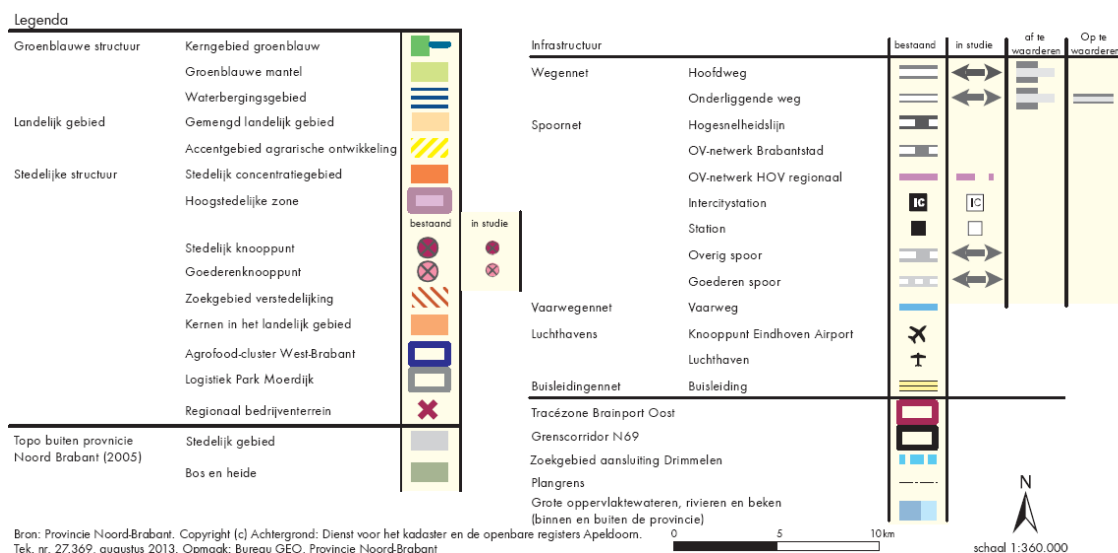 Legenda
Groenblauwe structuur Kerngebied groenblauw
Groenblauwe mantel
Waterbergingsgebied
Landelijk gebied Gemengd landelijk gebied
Accentgebied agrarische ontwikkeling
Stedelijke structuur Stedelijk concentratiegebied
Hoogstedelijke zone
bestaand in studie
Stedelijk knooppunt
Goederenknooppunt
Zoekgebied verstedelijking
Kernen in het landelijk gebied
Agrofood-cluster West-Brabant
Logistiek Park Moerdijk
Regionaal bedrijventerrein
Topo buiten provnicie Stedelijk gebied
Noord Brabant (2005)
Bos en heide
Infrastructuur bestaand in studie af te waarderen Op te waarderen
Wegennet Hoofdweg
Onderliggende weg
Spoornet Hogesnelheidslijn
OV-netwerk Brabantstad
OV-netwerk HOV regionaal
Intercitystation IC IC
Station
Overig spoor
Goederen spoor
Vaarwegennet Vaarweg
Luchthavens Knooppunt Eindhoven Airport
Luchthaven
Buisleidingennet Buisleiding
Tracézone Brainport Oost
Grenscorridor N69
Zoekgebied aansluiting Drimmelen
Plangrens
Grote oppervlaktewateren, rivieren en beken
(binnen en buiten de provincie)
N
Bron: Provincie Noord-Brabant. Copyright (c) Achtergrond: Dienst voor het kadaster en de openbare registers Apeldoorn.
Tek. nr. 27.369, augustus 2013. Opmaak: Bureau GEO, Provincie Noord-Brabant
0 5 10km
schaal 1:360.000